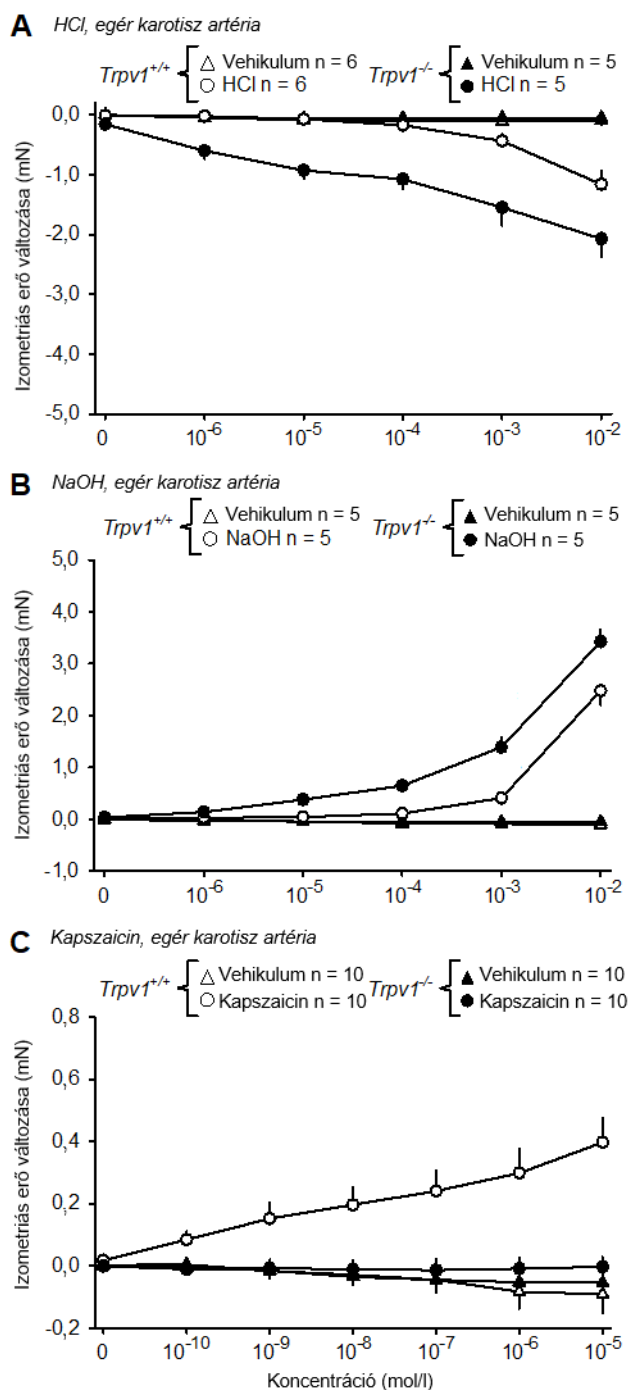 A HCl, egér karotisz artéria
Trpv1+/+ { △ Vehikulum n = 6 Trpv1-/- { ▲ Vehikulum n = 5
○ HCl n = 6 ● HCl n = 5
Izometriás erő változása (mN)
0,0
-1,0
-2,0
-3,0
-4,0
-5,0
0 10⁻⁶ 10⁻⁵ 10⁻⁴ 10⁻³ 10⁻²
B NaOH, egér karotisz artéria
Trpv1+/+ { △ Vehikulum n = 5 Trpv1-/- { ▲ Vehikulum n = 5
○ NaOH n = 5 ● NaOH n = 5
Izometriás erő változása (mN)
5,0
4,0
3,0
2,0
1,0
0,0
-1,0
0 10⁻⁶ 10⁻⁵ 10⁻⁴ 10⁻³ 10⁻²
C Kapszaicin, egér karotisz artéria
Trpv1+/+ { △ Vehikulum n = 10 Trpv1-/- { ▲ Vehikulum n = 10
○ Kapszaicin n = 10 ● Kapszaicin n = 10
Izometriás erő változása (mN)
0,8
0,6
0,4
0,2
0,0
-0,2
0 10⁻¹⁰ 10⁻⁹ 10⁻⁸ 10⁻⁷ 10⁻⁶ 10⁻⁵
Koncentráció (mol/l)